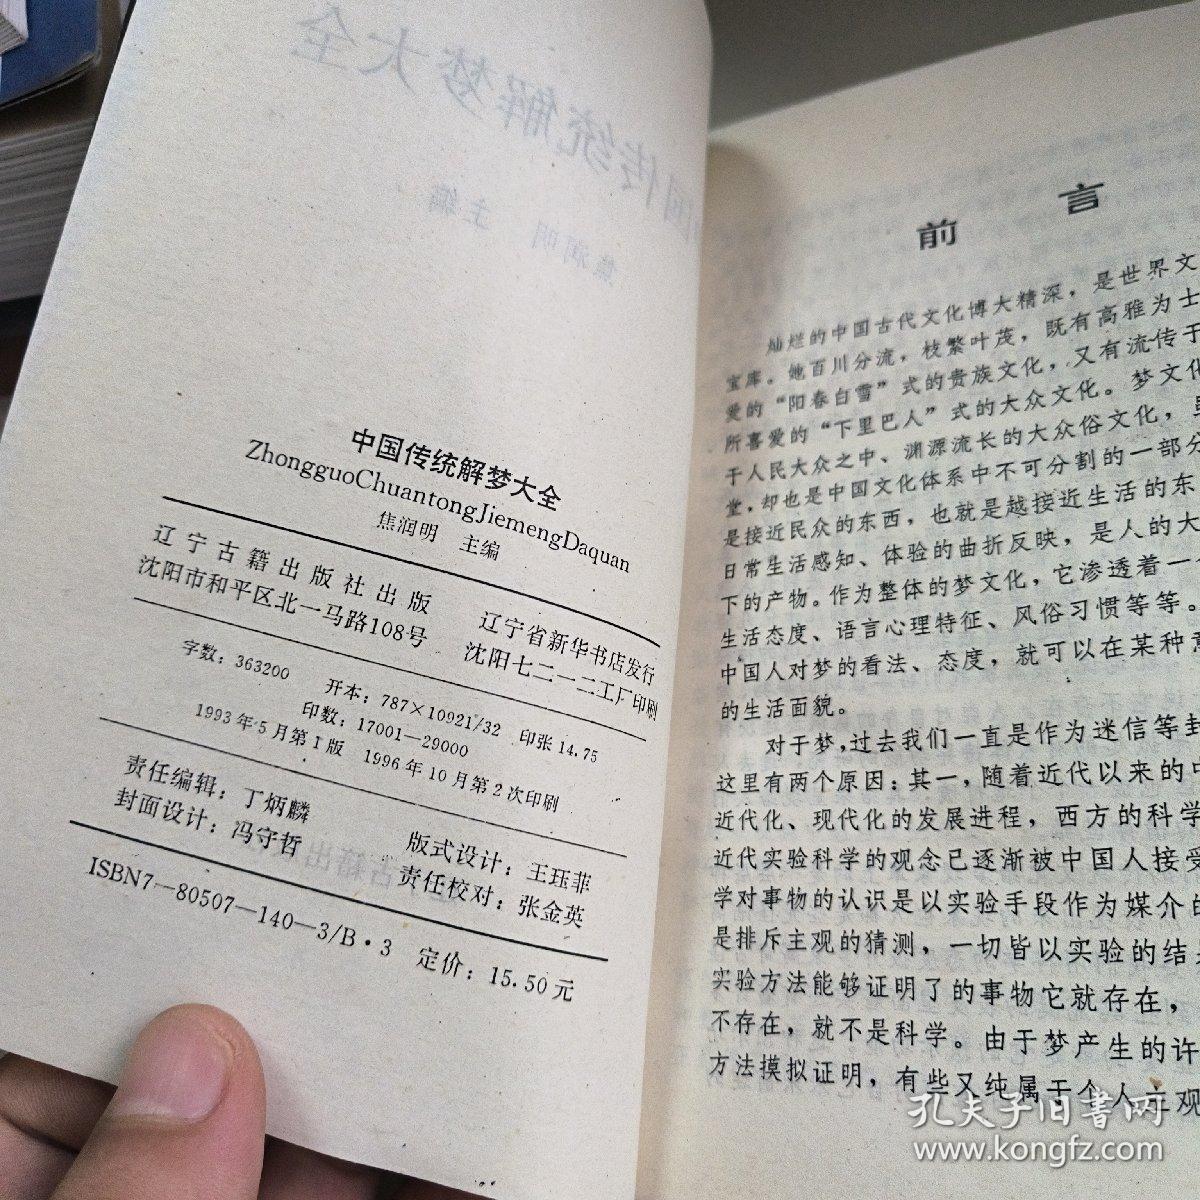 中国传统解梦大全
ZhongguoChuantongJiemengDaquan
焦润明 主编
辽宁古籍出版社出版 辽宁省新华书店发行
沈阳市和平区北一马路108号 沈阳七二一二工厂印刷
字数：363200 开本：787×10921/32 印张14.75
印数：17001—29000
1993年5月第1版 1996年10月第2次印刷
责任编辑：丁炳麟 版式设计：王珏菲
封面设计：冯守哲 责任校对：张金英
ISBN7—80507—140—3/B·3 定价：15.50元
前言
灿烂的中国古代文化博大精深，是世界文
宝库。她百川分流，枝繁叶茂，既有高雅为士
爱的“阳春白雪”式的贵族文化，又有流传于
所喜爱的“下里巴人”式的大众文化。梦文化
于人民大众之中、渊源流长的大众俗文化，
堂，却也是中国文化体系中不可分割的一部分
是接近民众的东西，也就是越接近生活的东
日常生活感知、体验的曲折反映，是人的大
下的产物。作为整体的梦文化，它渗透着一
生活态度、语言心理特征、风俗习惯等等。
中国人对梦的看法、态度，就可以在某种
的生活面貌。
对于梦，过去我们一直是作为迷信等封
这里有两个原因：其一，随着近代以来的中
近代化、现代化的发展进程，西方的科学
近代实验科学的观念已逐渐被中国人接受
学对事物的认识是以实验手段作为媒介的
是排斥主观的猜测，一切皆以实验的结
实验方法能够证明了的事物它就存在，
不存在，就不是科学。由于梦产生的许
方法摸拟证明，有些又纯属于个人主观
孔夫子旧书网
www.kongfz.com